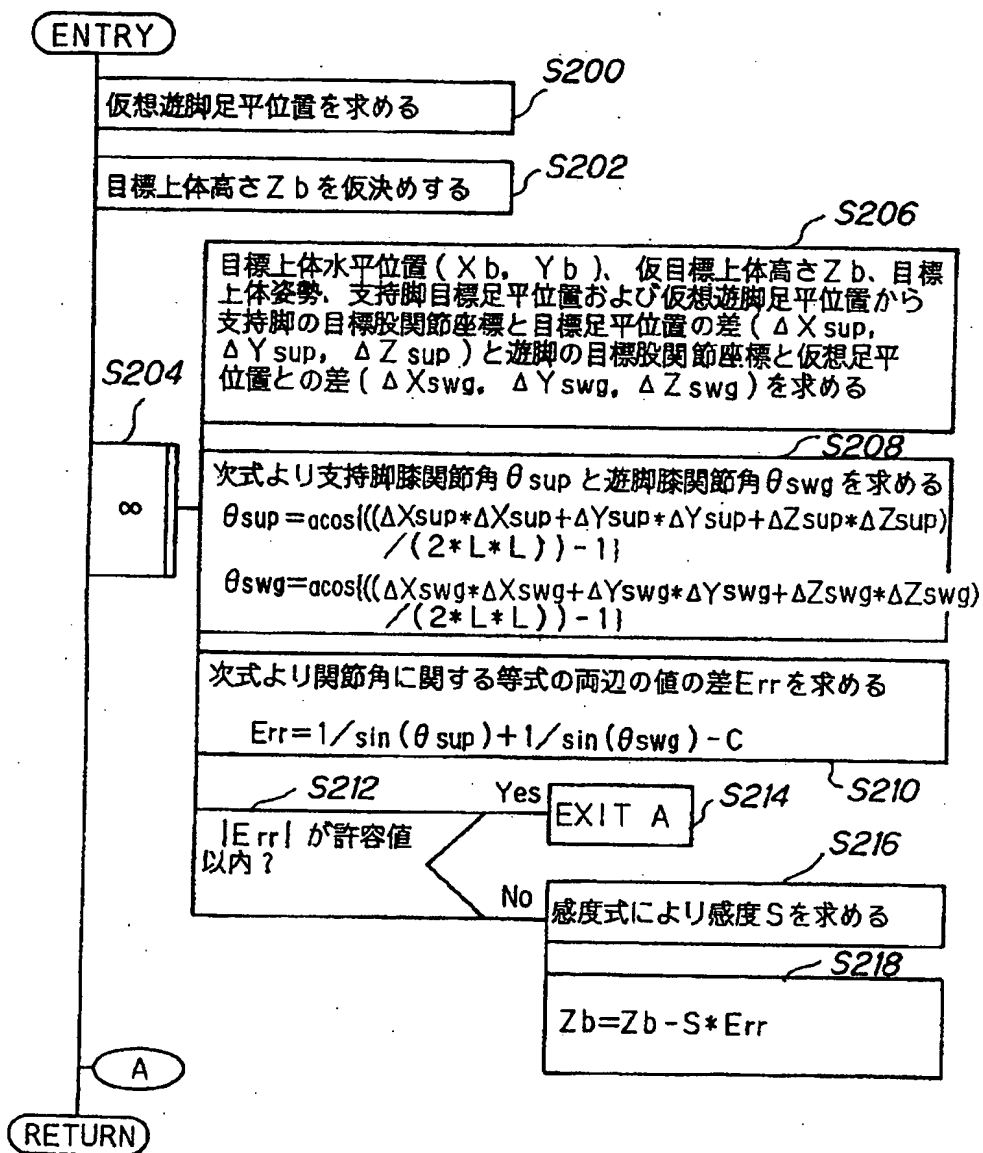 ENTRY
S200
仮想遊脚足平位置を求める
S202
目標上体高さZbを仮決めする
S206
目標上体水平位置(Xb, Yb)、仮目標上体高さZb、目標
上体姿勢、支持脚目標足平位置および仮想遊脚足平位置から
支持脚の目標股関節座標と目標足平位置の差(ΔXsup,
ΔYsup, ΔZsup)と遊脚の目標股関節座標と仮想足平
位置との差(ΔXswg, ΔYswg, ΔZswg)を求める
S204
∞
S208
次式より支持脚膝関節角θsupと遊脚膝関節角θswgを求める
θsup=acos{((ΔXsup*ΔXsup+ΔYsup*ΔYsup+ΔZsup*ΔZsup)
/(2*L*L))-1}
θswg=acos{((ΔXswg*ΔXswg+ΔYswg*ΔYswg+ΔZswg*ΔZswg)
/(2*L*L))-1}
次式より関節角に関する等式の両辺の値の差Errを求める
Err=1/sin(θsup)+1/sin(θswg)-C
S210
S212
|Err|が許容値
以内?
Yes
EXIT A
S214
No
S216
感度式により感度Sを求める
S218
Zb=Zb-S*Err
A
RETURN